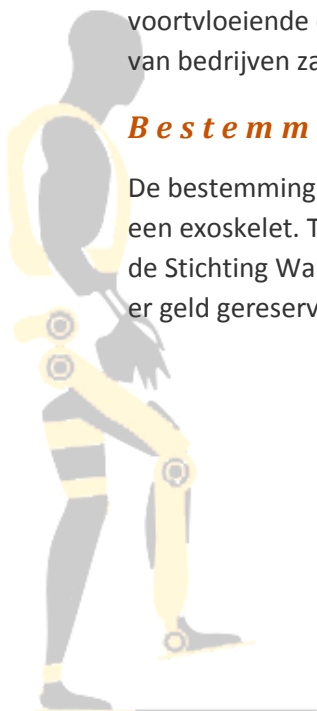 voortvloeiende
van bedrijven za
Bestemm
De bestemming
een exoskelet. T
de Stichting Wa
er geld gereserv